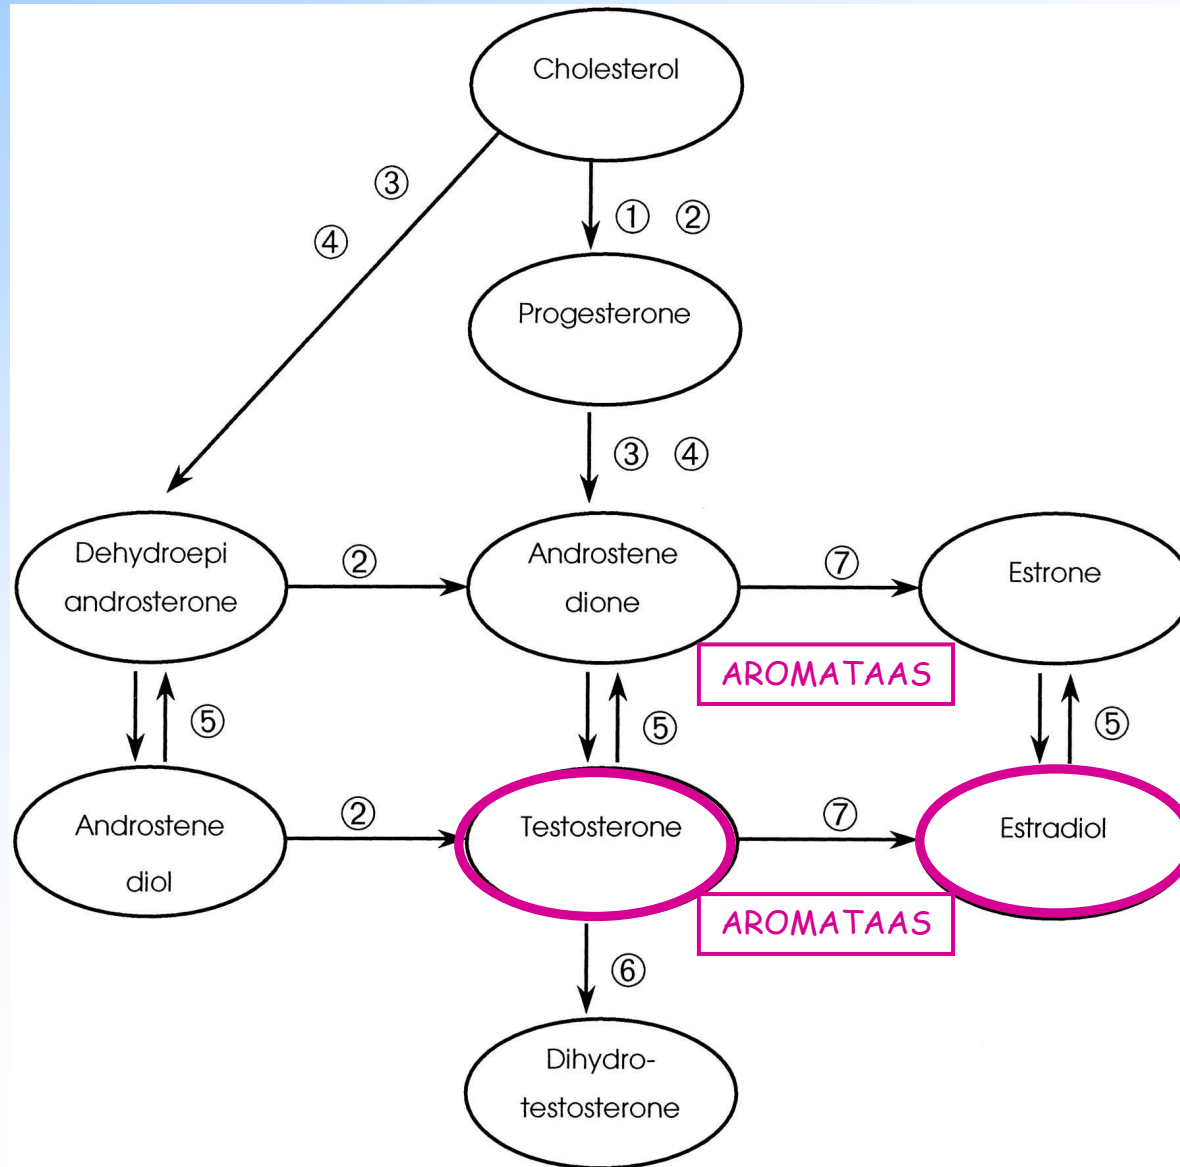 Cholesterol
③
④
① ②
Progesterone
③ ④
Dehydroepi
androsterone
②
Androstene
dione
⑦
Estrone
AROMATAAS
⑤
⑤
⑤
Androstene
diol
②
Testosterone
⑦
Estradiol
AROMATAAS
⑥
Dihydro-
testosterone